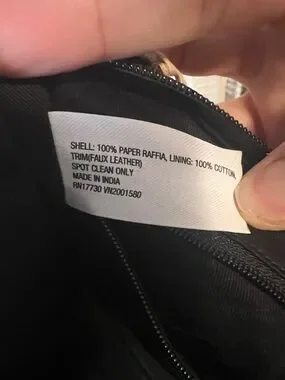 SHELL: 100% PAPER RAFFIA, LINING: 100% COTTON,
TRIM(FAUX LEATHER)
SPOT CLEAN ONLY
MADE IN INDIA
RN17730 VN2001580